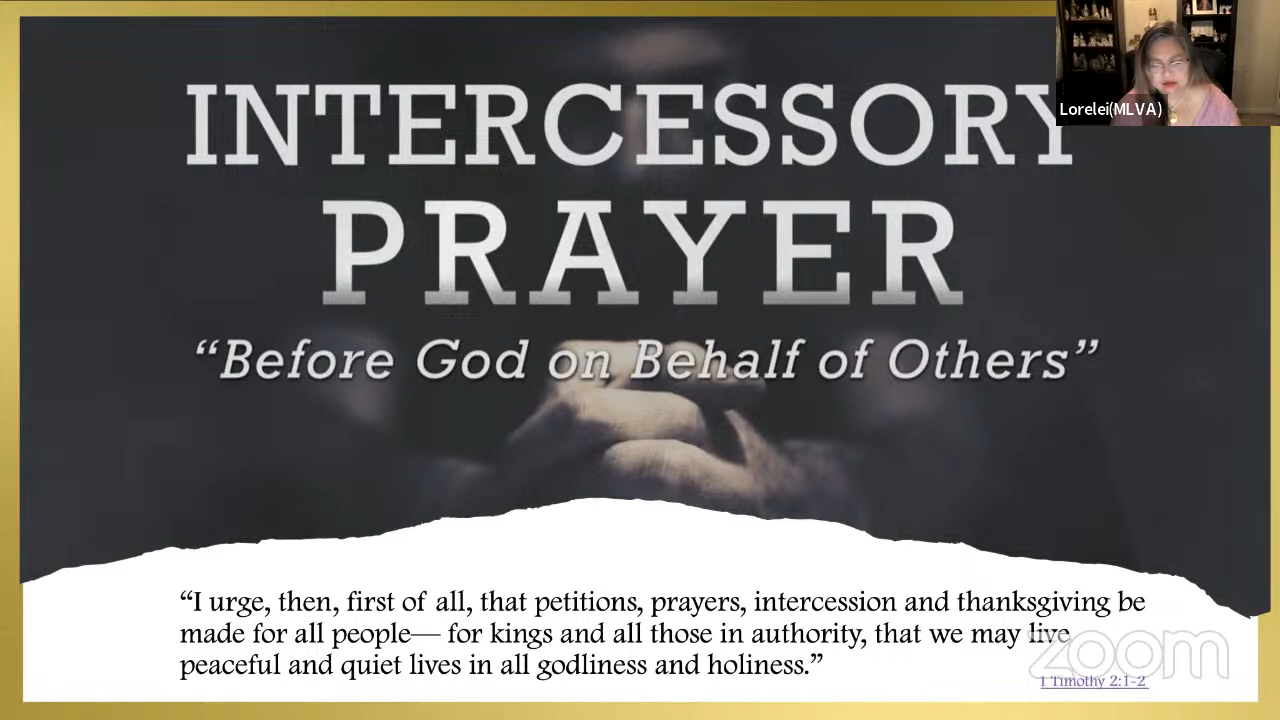 INTERCESSORY
Lorelei(MLVA)
PRAYER
“Before God on Behalf of Others”
“I urge, then, first of all, that petitions, prayers, intercession and thanksgiving be
made for all people— for kings and all those in authority, that we may live
peaceful and quiet lives in all godliness and holiness.”
zoom
1 Timothy 2:1-2